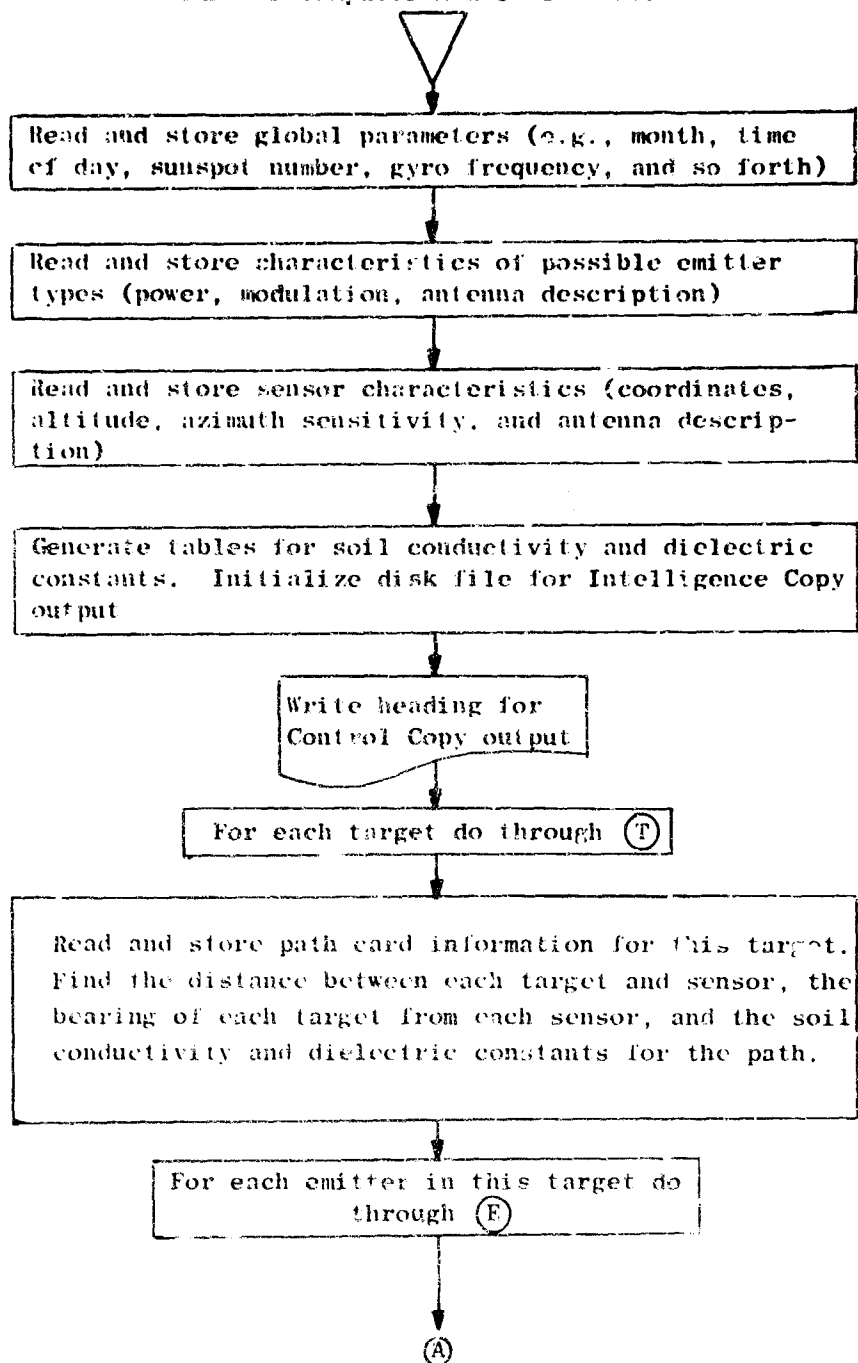 Read and store global parameters (e.g., month, time
of day, sunspot number, gyro frequency, and so forth)
Read and store characteristics of possible emitter
types (power, modulation, antenna description)
Read and store sensor characteristics (coordinates,
altitude, azimuth sensitivity, and antenna descrip-
tion)
Generate tables for soil conductivity and dielectric
constants. Initialize disk file for Intelligence Copy
output
Write heading for
Control Copy output
For each target do through T
Read and store path card information for this target.
Find the distance between each target and sensor, the
bearing of each target from each sensor, and the soil
conductivity and dielectric constants for the path.
For each emitter in this target do
through E
A